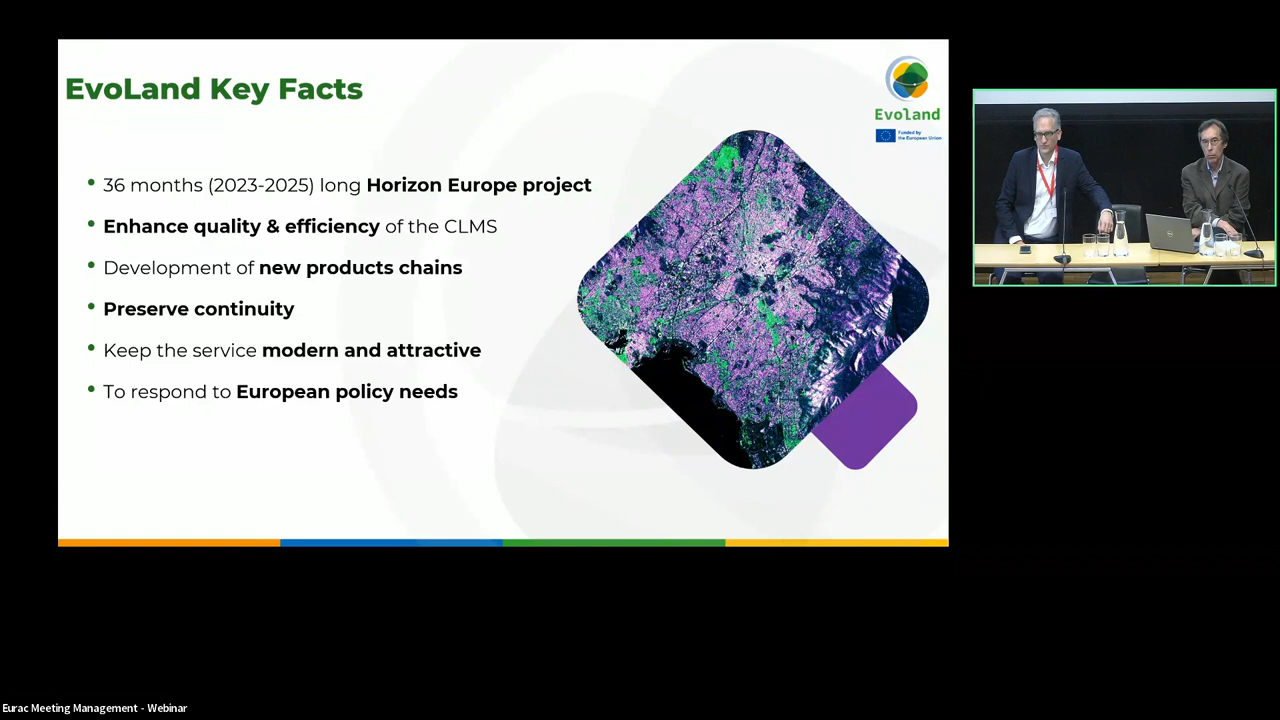 EvoLand Key Facts
Evoland
Funded by
the European Union
• 36 months (2023-2025) long Horizon Europe project
• Enhance quality & efficiency of the CLMS
• Development of new products chains
• Preserve continuity
• Keep the service modern and attractive
• To respond to European policy needs
Eurac Meeting Management - Webinar